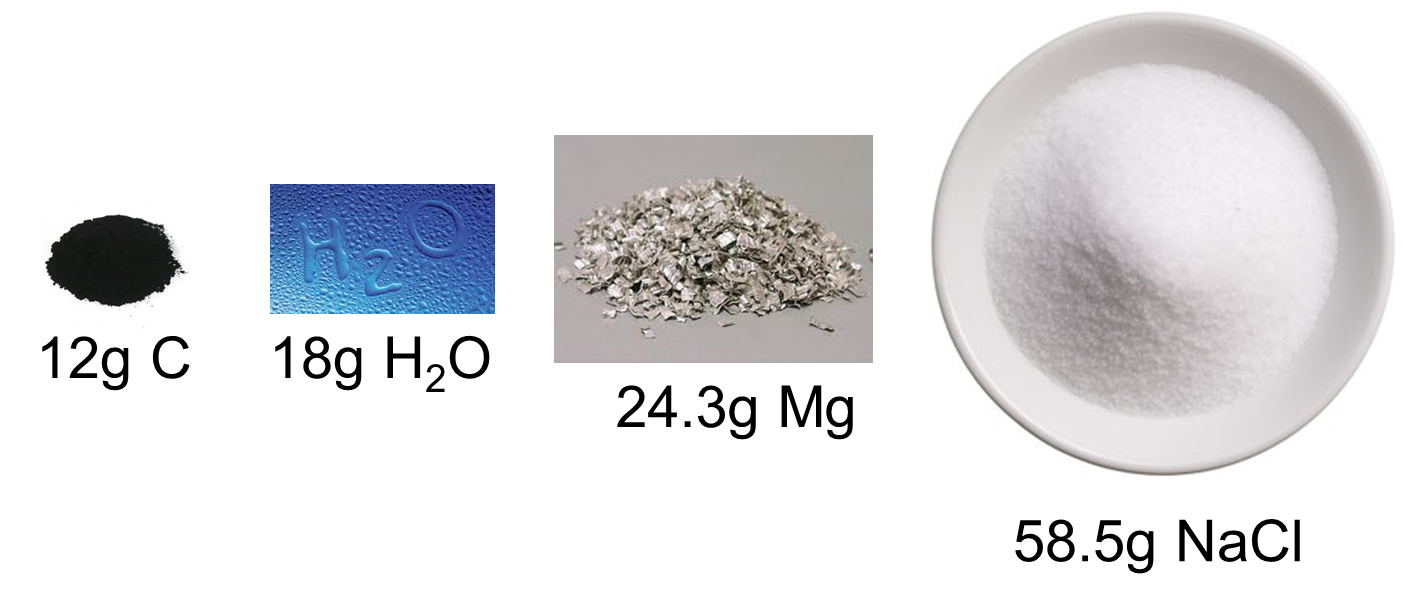 H₂O
12g C
18g H₂O
24.3g Mg
58.5g NaCl